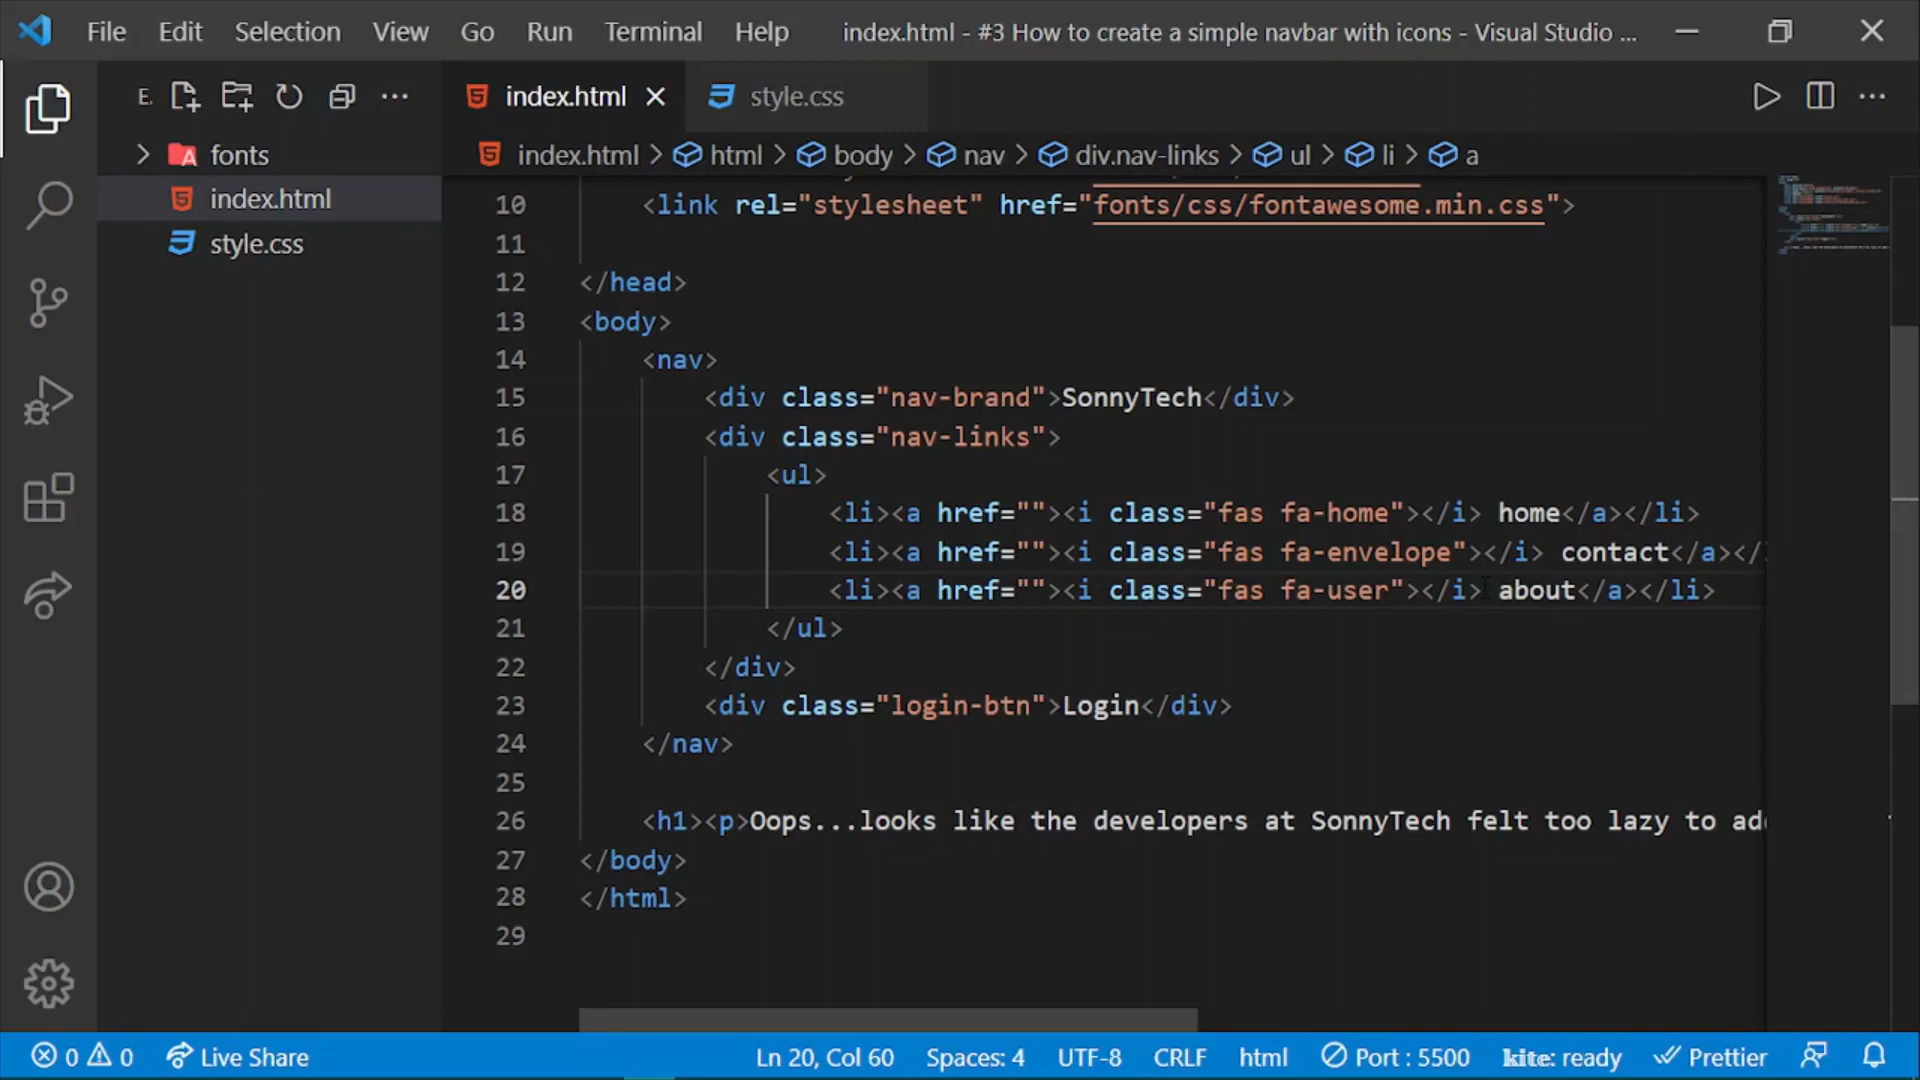 File Edit Selection View Go Run Terminal Help index.html - #3 How to create a simple navbar with icons - Visual Studio ...
E.
index.html style.css
fonts
index.html
style.css
index.html > html > body > nav > div.nav-links > ul > li > a
10 <link rel="stylesheet" href="fonts/css/fontawesome.min.css">
11
12 </head>
13 <body>
14 <nav>
15 <div class="nav-brand">SonnyTech</div>
16 <div class="nav-links">
17 <ul>
18 <li><a href=""><i class="fas fa-home"></i> home</a></li>
19 <li><a href=""><i class="fas fa-envelope"></i> contact</a></
20 <li><a href=""><i class="fas fa-user"></i> about</a></li>
21 </ul>
22 </div>
23 <div class="login-btn">Login</div>
24 </nav>
25
26 <h1><p>Oops...looks like the developers at SonnyTech felt too lazy to
27 </body>
28 </html>
29
0 0 Live Share Ln 20, Col 60 Spaces: 4 UTF-8 CRLF html Port : 5500 kite: ready Prettier